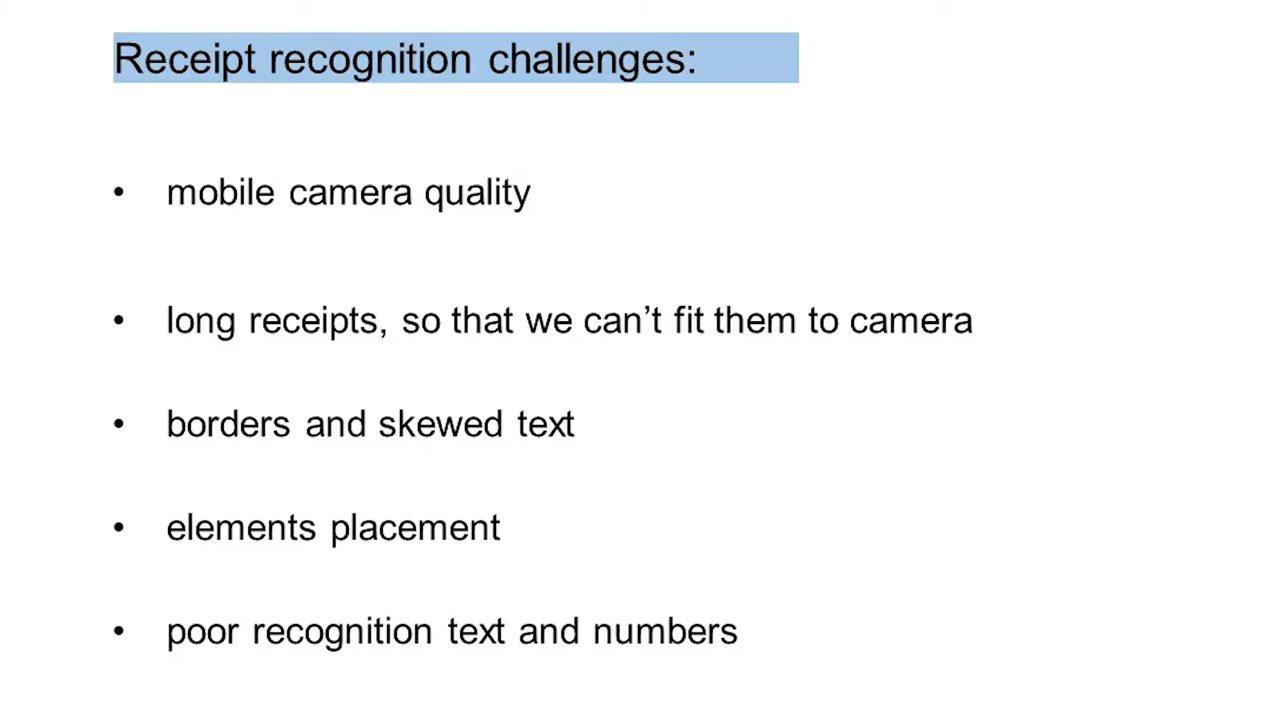 Receipt recognition challenges:
• mobile camera quality
• long receipts, so that we can’t fit them to camera
• borders and skewed text
• elements placement
• poor recognition text and numbers